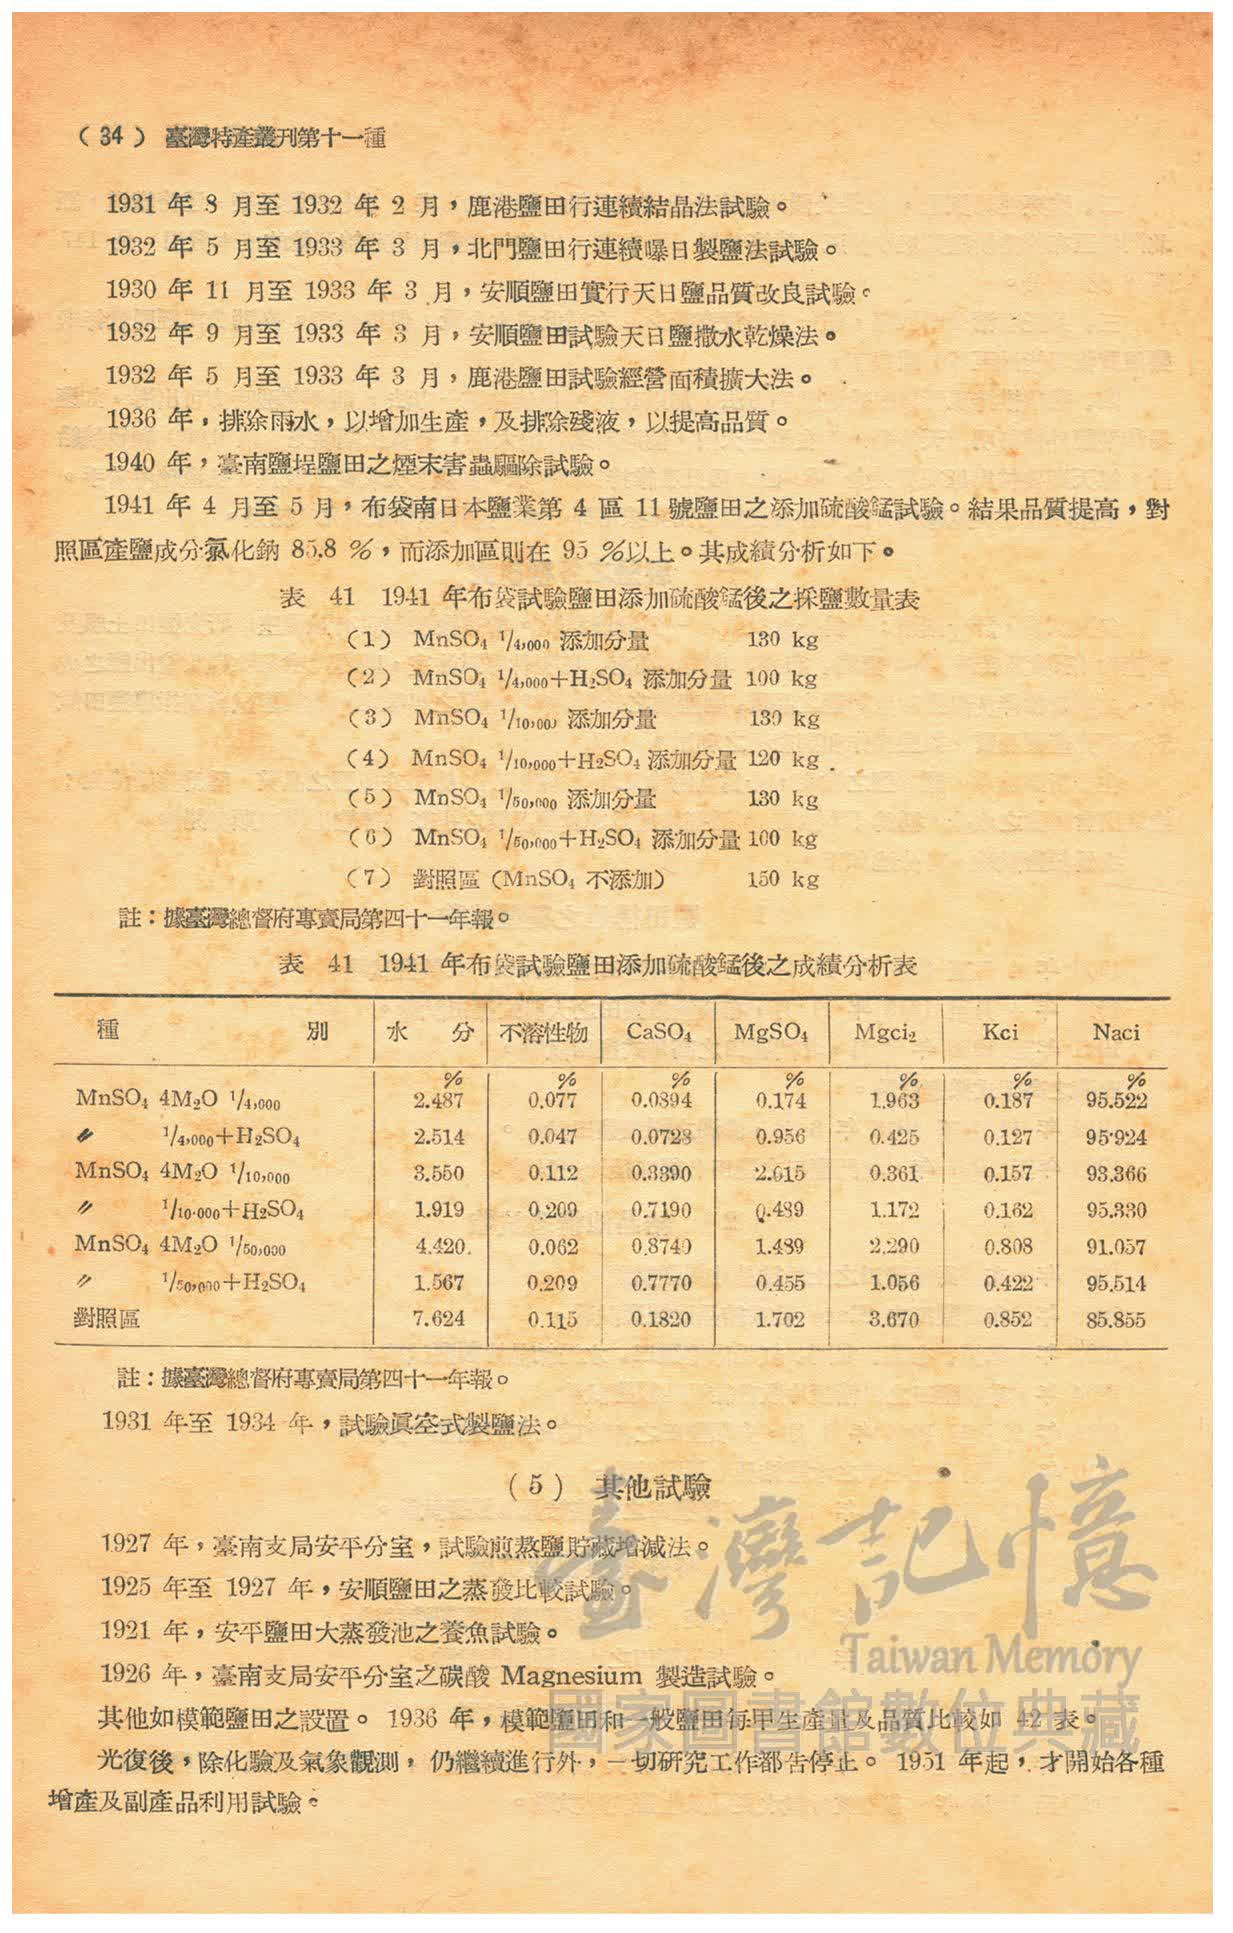 ( 34 ) 臺灣特產叢刊第十一種
1931 年 8 月至 1932 年 2 月，鹿港鹽田行連續結晶法試驗。
1932 年 5 月至 1933 年 3 月，北門鹽田行連續曝日製鹽法試驗。
1930 年 11 月至 1933 年 3 月，安順鹽田實行天日鹽品質改良試驗。
1932 年 9 月至 1933 年 3 月，安順鹽田試驗天日鹽撒水乾燥法。
1932 年 5 月至 1933 年 3 月，鹿港鹽田試驗經營面積擴大法。
1936 年，排除雨水，以增加生產，及排除殘液，以提高品質。
1940 年，臺南鹽埕鹽田之煙末害蟲驅除試驗。
1941 年 4 月至 5 月，布袋南日本鹽業第 4 區 11 號鹽田之添加硫酸錳試驗。結果品質提高，對
照區產鹽成分氯化鈉 85.8 %，而添加區則在 95 %以上。其成績分析如下。
表 41 1941 年布袋試驗鹽田添加硫酸錳後之採鹽數量表
(1) MnSO₄ 1/4,000 添加分量 130 kg
(2) MnSO₄ 1/4,000+H₂SO₄ 添加分量 100 kg
(3) MnSO₄ 1/10,000 添加分量 130 kg
(4) MnSO₄ 1/10,000+H₂SO₄ 添加分量 120 kg
(5) MnSO₄ 1/50,000 添加分量 130 kg
(6) MnSO₄ 1/50,000+H₂SO₄ 添加分量 100 kg
(7) 對照區 (MnSO₄ 不添加) 150 kg
註：據臺灣總督府專賣局第四十一年報。
表 41 1941 年布袋試驗鹽田添加硫酸錳後之成績分析表
種別 水分 不溶性物 CaSO₄ MgSO₄ Mgci₂ Kci Naci
% % % % % % %
MnSO₄ 4M₂O 1/4,000 2.487 0.077 0.0894 0.174 1.963 0.187 95.522
〃 1/4,000+H₂SO₄ 2.514 0.047 0.0728 0.956 0.425 0.127 95·924
MnSO₄ 4M₂O 1/10,000 3.550 0.112 0.3390 2.015 0.361 0.157 93.366
〃 1/10·000+H₂SO₄ 1.919 0.209 0.7190 0.489 1.172 0.162 95.330
MnSO₄ 4M₂O 1/50,000 4.420 0.062 0.8740 1.489 2.290 0.808 91.057
〃 1/50,000+H₂SO₄ 1.567 0.209 0.7770 0.455 1.056 0.422 95.514
對照區 7.624 0.115 0.1820 1.702 3.670 0.852 85.855
註：據臺灣總督府專賣局第四十一年報。
1931 年至 1934 年，試驗眞空式製鹽法。
(5) 其他試驗
1927 年，臺南支局安平分室，試驗煎熬鹽貯藏增減法。
1925 年至 1927 年，安順鹽田之蒸發比較試驗。
1921 年，安平鹽田大蒸發池之養魚試驗。
1926 年，臺南支局安平分室之碳酸 Magnesium 製造試驗。
其他如模範鹽田之設置。 1936 年，模範鹽田和一般鹽田每甲生產量及品質比較如 42 表。
光復後，除化驗及氣象觀測， 仍繼續進行外，一切研究工作都告停止。 1951 年起，才開始各種
增產及副產品利用試驗。
臺灣記憶
Taiwan Memory
國家圖書館數位典藏